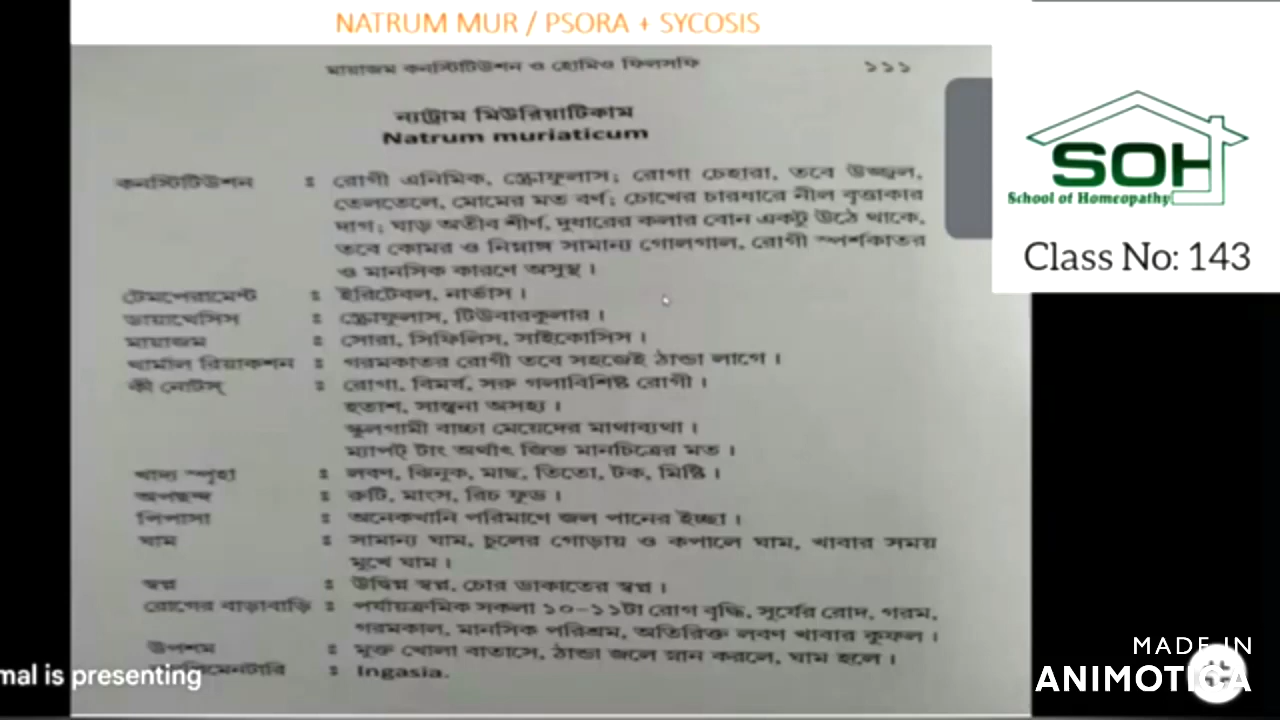 NATRUM MUR / PSORA + SYCOSIS
মায়াজম কনস্টিটিউশন ও হোমিও ফিলসফি ১১১
ন্যাট্রাম মিউরিয়াটিকাম
Natrum muriaticum
কনস্টিটিউশন : রোগী এনিমিক, স্ক্রোফুলাস; রোগা চেহারা, তবে উজ্জ্বল,
তেলতেলে, মোমের মত বর্ণ; চোখের চারধারে নীল বৃত্তাকার
দাগ; ঘাড় অতীব শীর্ণ, দুধারের কলার বোন একটু উঠে থাকে,
তবে কোমর ও নিম্নাঙ্গ সামান্য গোলগাল, রোগী স্পর্শকাতর
ও মানসিক কারণে অসুস্থ।
টেমপেরামেন্ট : ইরিটেবল, নার্ভাস।
ডায়াথেসিস : স্ক্রোফুলাস, টিউবারকুলার।
মায়াজম : সোরা, সিফিলিস, সাইকোসিস।
থার্মাল রিয়াকশন : গরমকাতর রোগী তবে সহজেই ঠান্ডা লাগে।
কী নোটস্ : রোগা, বিমর্ষ, সরু গলাবিশিষ্ট রোগী।
হতাশ, সান্ত্বনা অসহ্য।
স্কুলগামী বাচ্চা মেয়েদের মাথাব্যথা।
ম্যাপট্ টাং অর্থাৎ জিভ মানচিত্রের মত।
খাদ্য স্পৃহা : লবণ, ঝিনুক, মাছ, তিতো, টক, মিষ্টি।
অপছন্দ : রুটি, মাংস, রিচ ফুড।
পিপাসা : অনেকখানি পরিমাণে জল পানের ইচ্ছা।
ঘাম : সামান্য ঘাম, চুলের গোড়ায় ও কপালে ঘাম, খাবার সময়
মুখে ঘাম।
স্বপ্ন : উদ্বিগ্ন স্বপ্ন, চোর ডাকাতের স্বপ্ন।
রোগের বাড়াবাড়ি : পর্যায়ক্রমিক সকলা ১০-১১টা রোগ বৃদ্ধি, সূর্যের রোদ, গরম,
গরমকাল, মানসিক পরিশ্রম, অতিরিক্ত লবণ খাবার কুফল।
উপশম : মুক্ত খোলা বাতাসে, ঠান্ডা জলে স্নান করলে, ঘাম হলে।
: Ingasia.
mal is presenting
SOH
School of Homeopathy
Class No: 143
MADE IN
ANIMOTICA